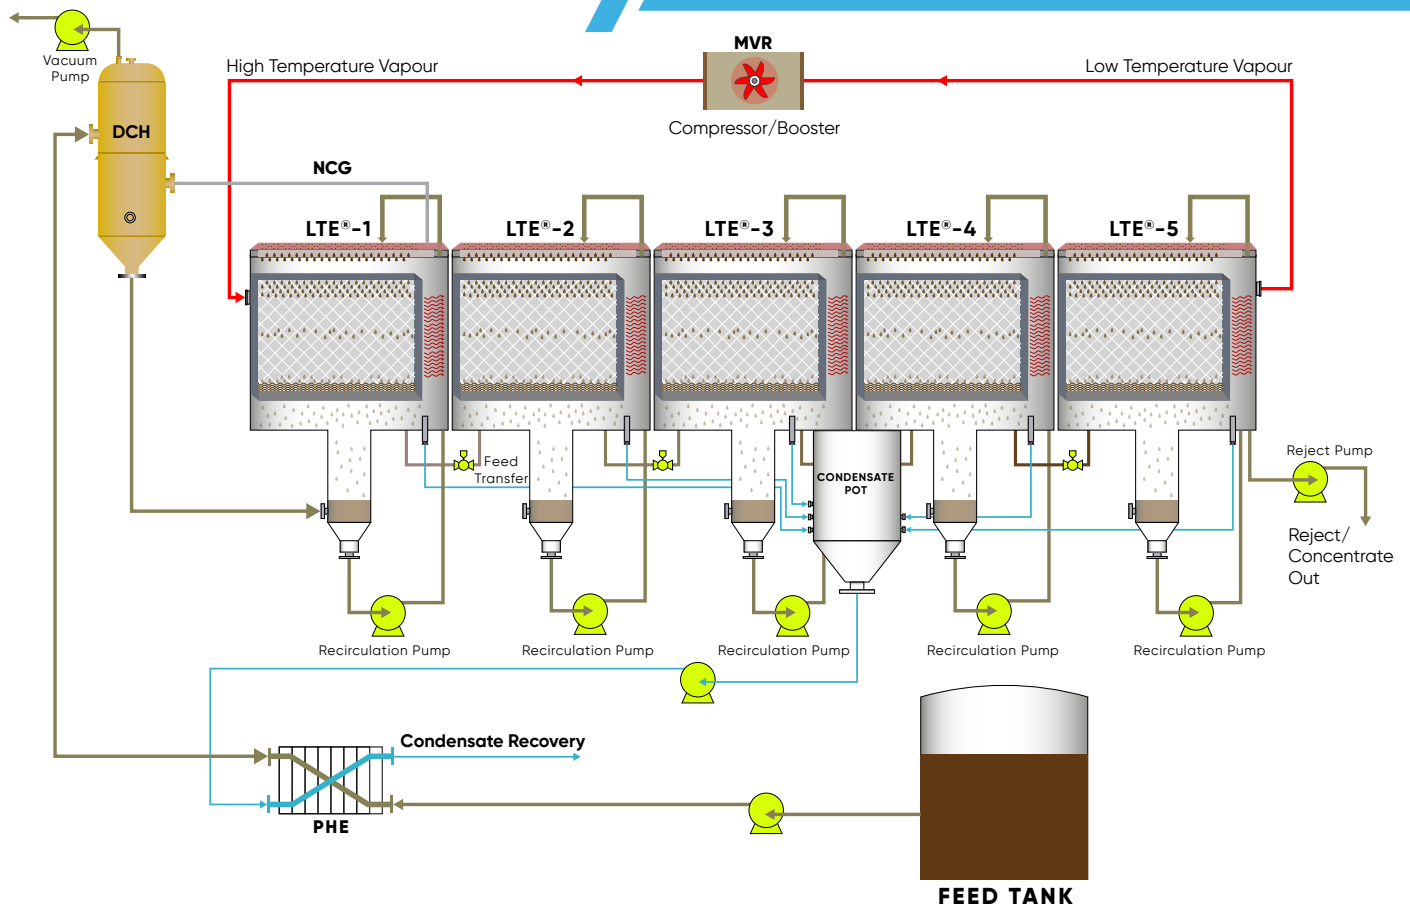 MVR
Vacuum
Pump
High Temperature Vapour
Low Temperature Vapour
Compressor/Booster
DCH
NCG
LTE®-1
LTE®-2
LTE®-3
LTE®-4
LTE®-5
Feed
Transfer
CONDENSATE
POT
Reject Pump
Reject/
Concentrate
Out
Recirculation Pump
Recirculation Pump
Recirculation Pump
Recirculation Pump
Recirculation Pump
Condensate Recovery
PHE
FEED TANK